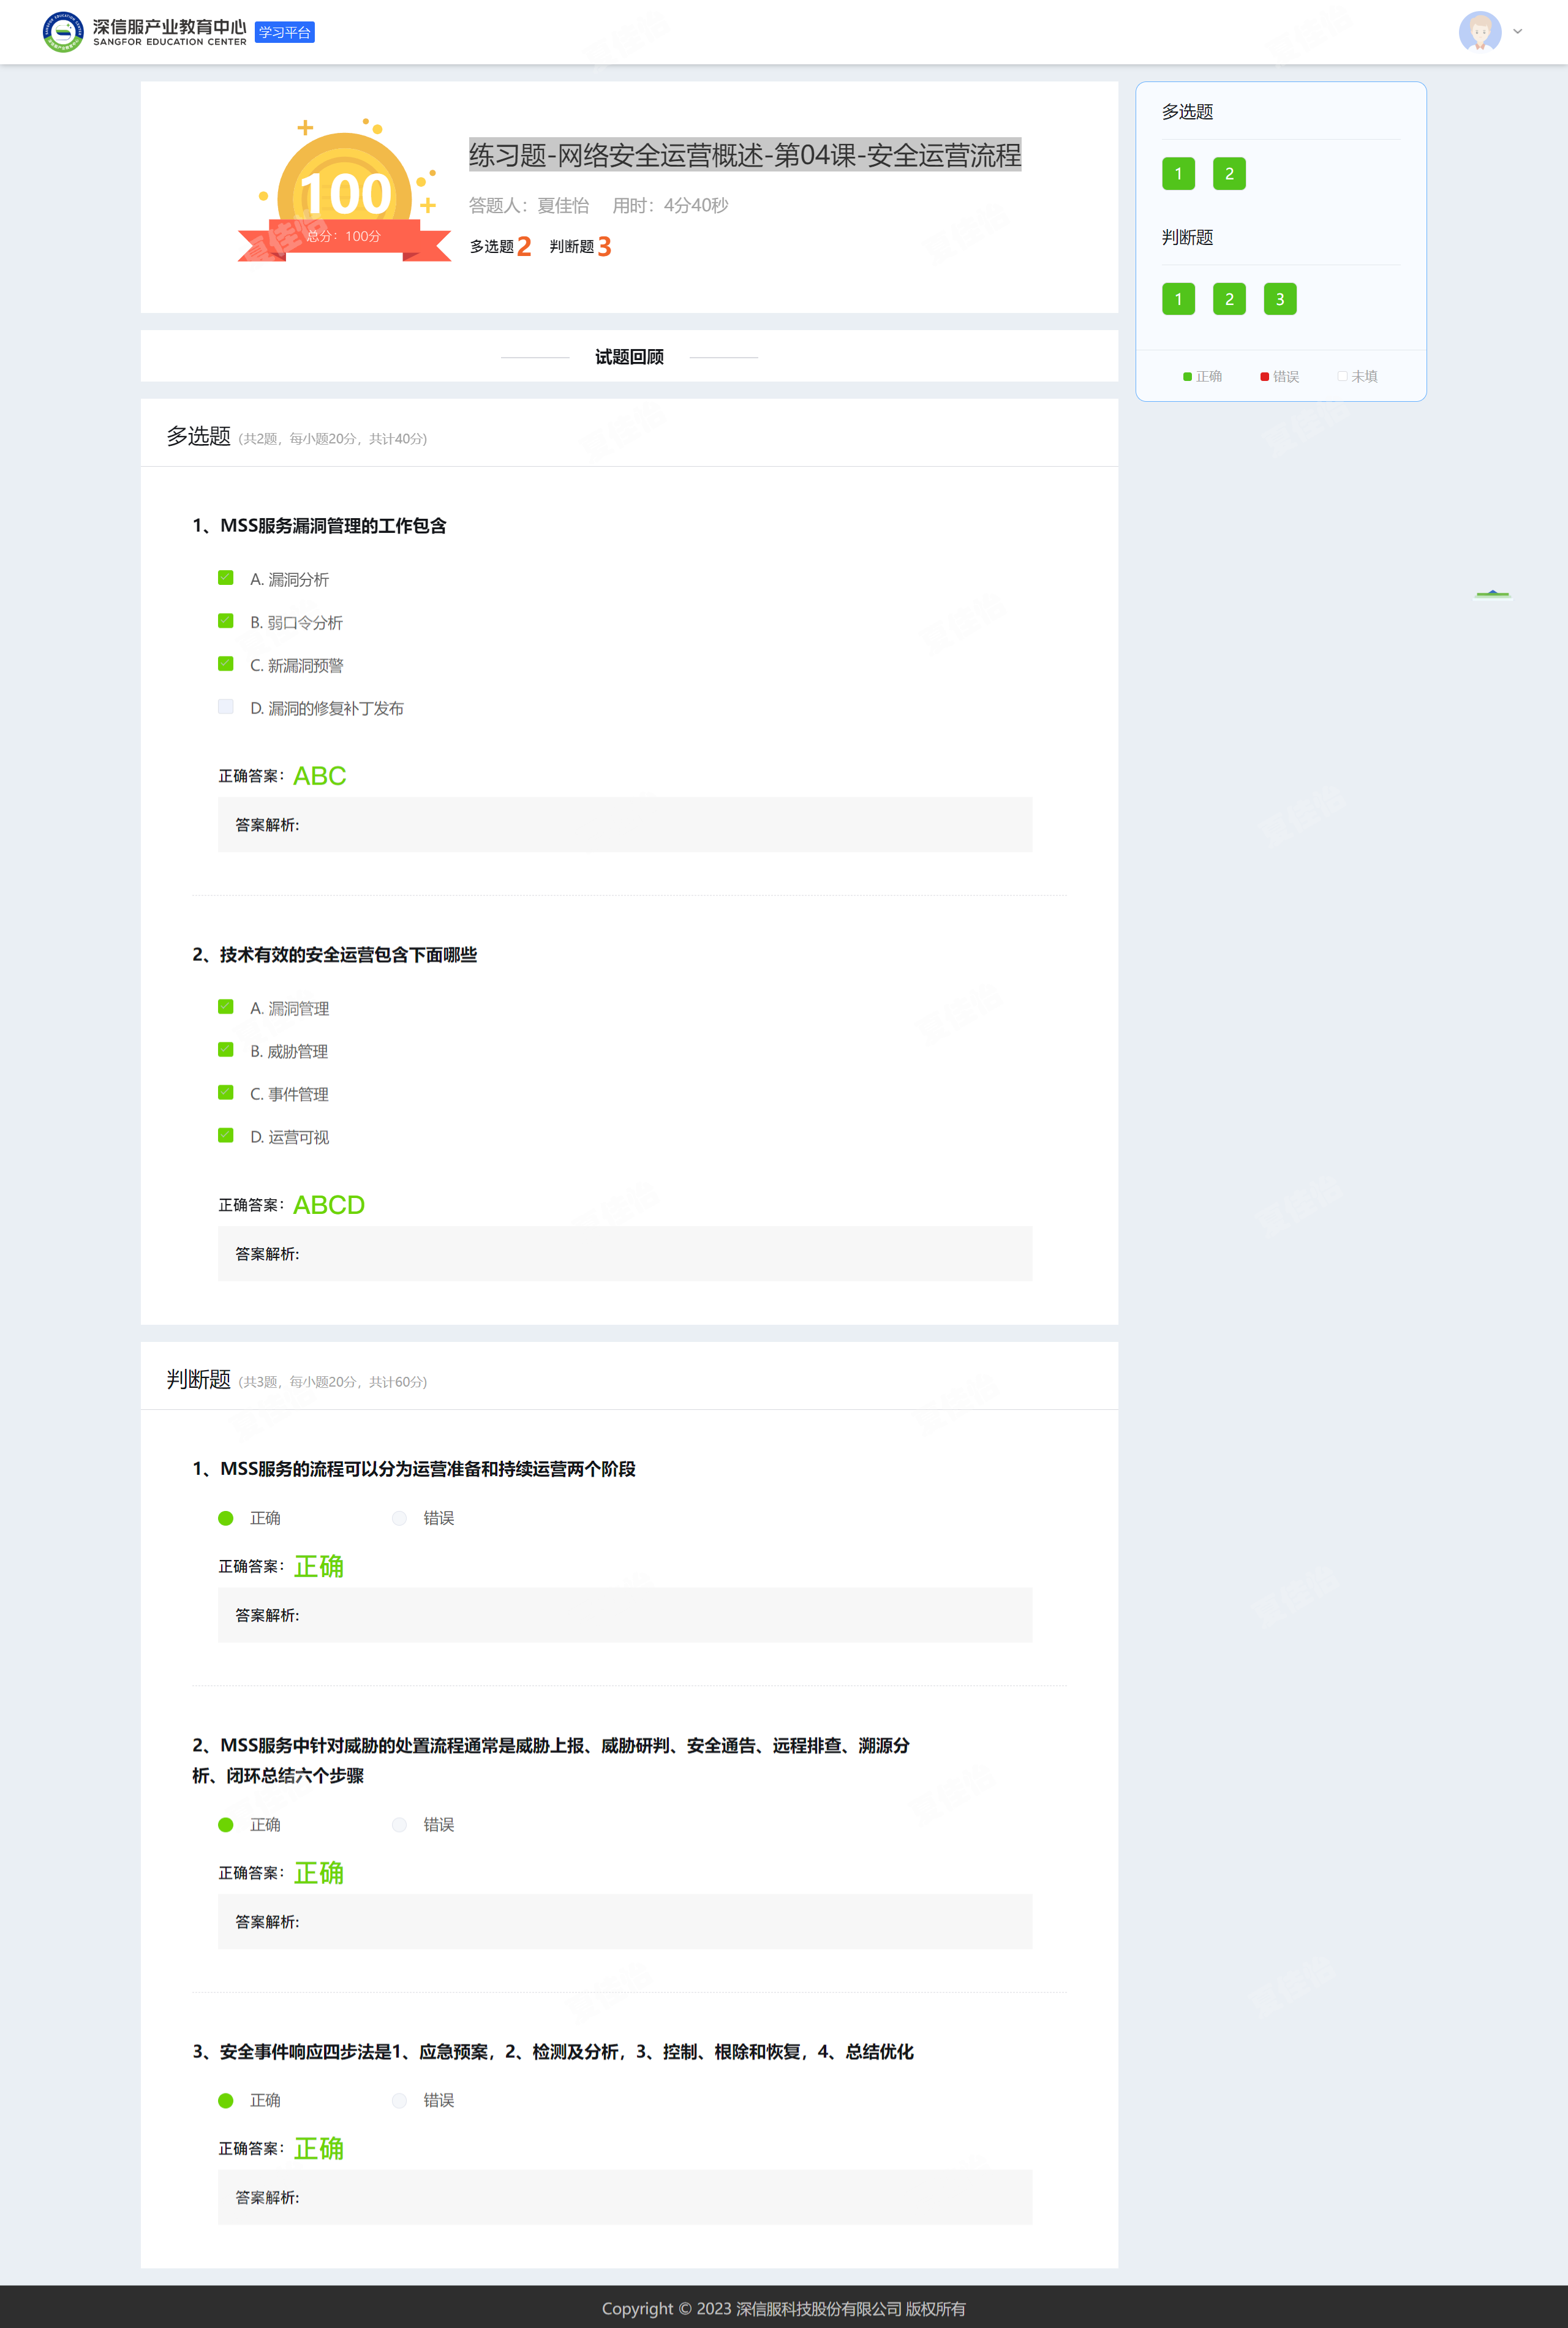 深信服产业教育中心
SANGFOR EDUCATION CENTER
学习平台
100
总分：100分
练习题-网络安全运营概述-第04课-安全运营流程
答题人：夏佳怡 用时：4分40秒
多选题2 判断题3
多选题
1 2
判断题
1 2 3
正确 错误 未填
试题回顾
多选题 (共2题，每小题20分，共计40分)
1、MSS服务漏洞管理的工作包含
A. 漏洞分析
B. 弱口令分析
C. 新漏洞预警
D. 漏洞的修复补丁发布
正确答案：ABC
答案解析:
2、技术有效的安全运营包含下面哪些
A. 漏洞管理
B. 威胁管理
C. 事件管理
D. 运营可视
正确答案：ABCD
答案解析:
判断题 (共3题，每小题20分，共计60分)
1、MSS服务的流程可以分为运营准备和持续运营两个阶段
正确 错误
正确答案：正确
答案解析:
2、MSS服务中针对威胁的处置流程通常是威胁上报、威胁研判、安全通告、远程排查、溯源分
析、闭环总结六个步骤
正确 错误
正确答案：正确
答案解析:
3、安全事件响应四步法是1、应急预案，2、检测及分析，3、控制、根除和恢复，4、总结优化
正确 错误
正确答案：正确
答案解析:
Copyright © 2023 深信服科技股份有限公司 版权所有
夏佳怡